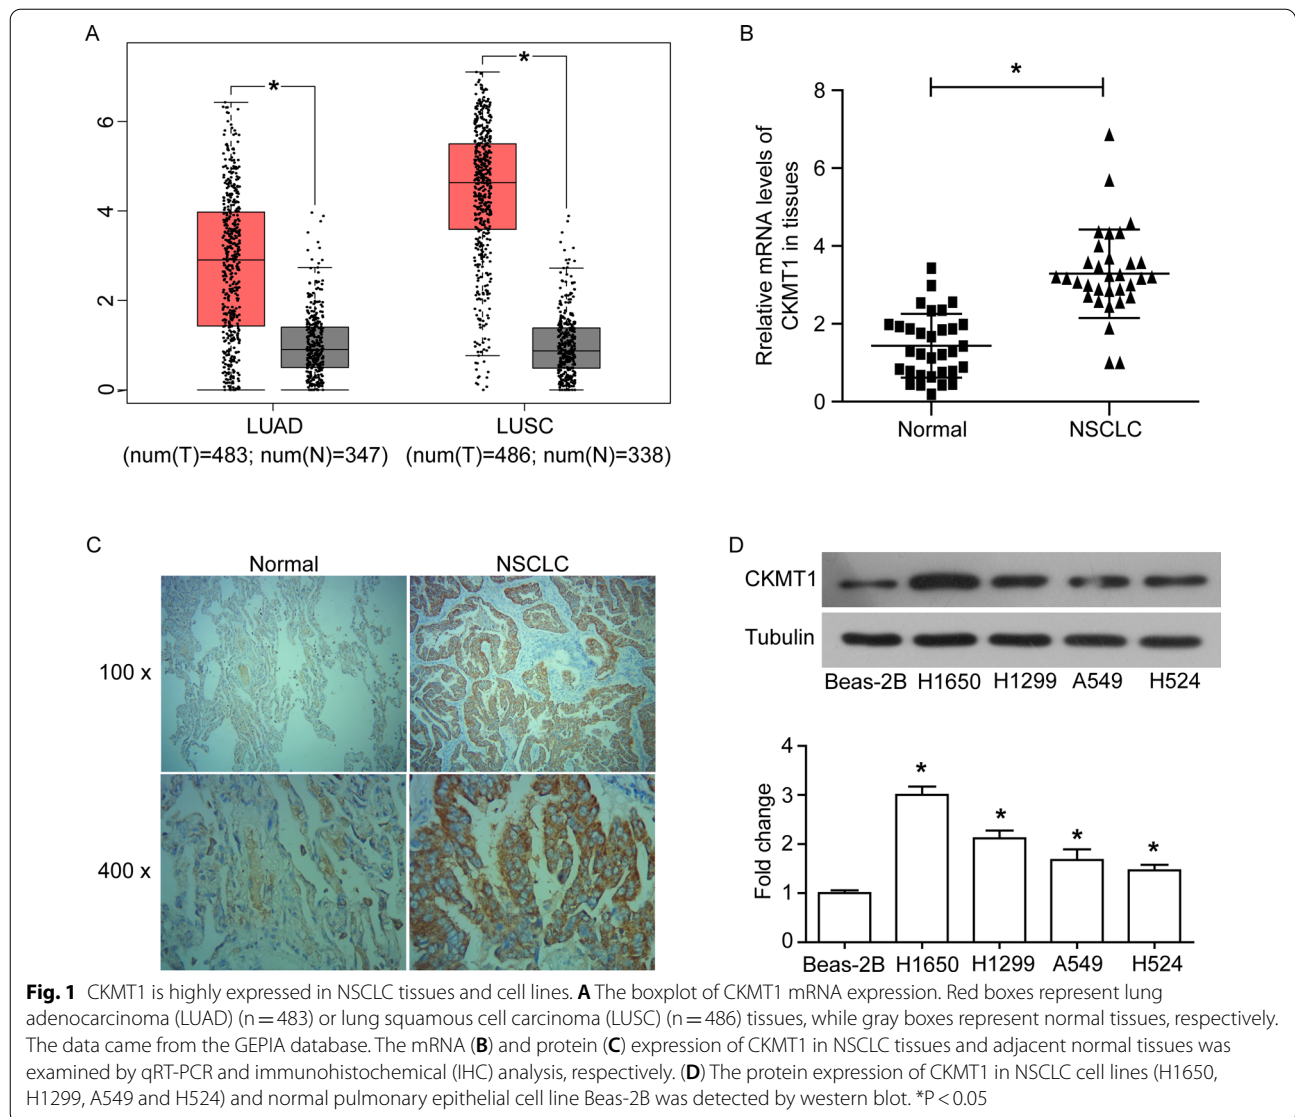 A
*
*
6
4
2
0
LUAD
LUSC
(num(T)=483; num(N)=347)
(num(T)=486; num(N)=338)
B
Rrelative mRNA levels of
CKMT1 in tissues
*
8
6
4
2
0
Normal
NSCLC
C
Normal
NSCLC
100 x
400 x
D
CKMT1
Tubulin
Beas-2B H1650 H1299 A549 H524
Fold change
4
3
2
1
0
*
*
*
*
Beas-2B H1650 H1299 A549 H524
Fig. 1 CKMT1 is highly expressed in NSCLC tissues and cell lines. A The boxplot of CKMT1 mRNA expression. Red boxes represent lung
adenocarcinoma (LUAD) (n = 483) or lung squamous cell carcinoma (LUSC) (n = 486) tissues, while gray boxes represent normal tissues, respectively.
The data came from the GEPIA database. The mRNA (B) and protein (C) expression of CKMT1 in NSCLC tissues and adjacent normal tissues was
examined by qRT-PCR and immunohistochemical (IHC) analysis, respectively. (D) The protein expression of CKMT1 in NSCLC cell lines (H1650,
H1299, A549 and H524) and normal pulmonary epithelial cell line Beas-2B was detected by western blot. *P < 0.05